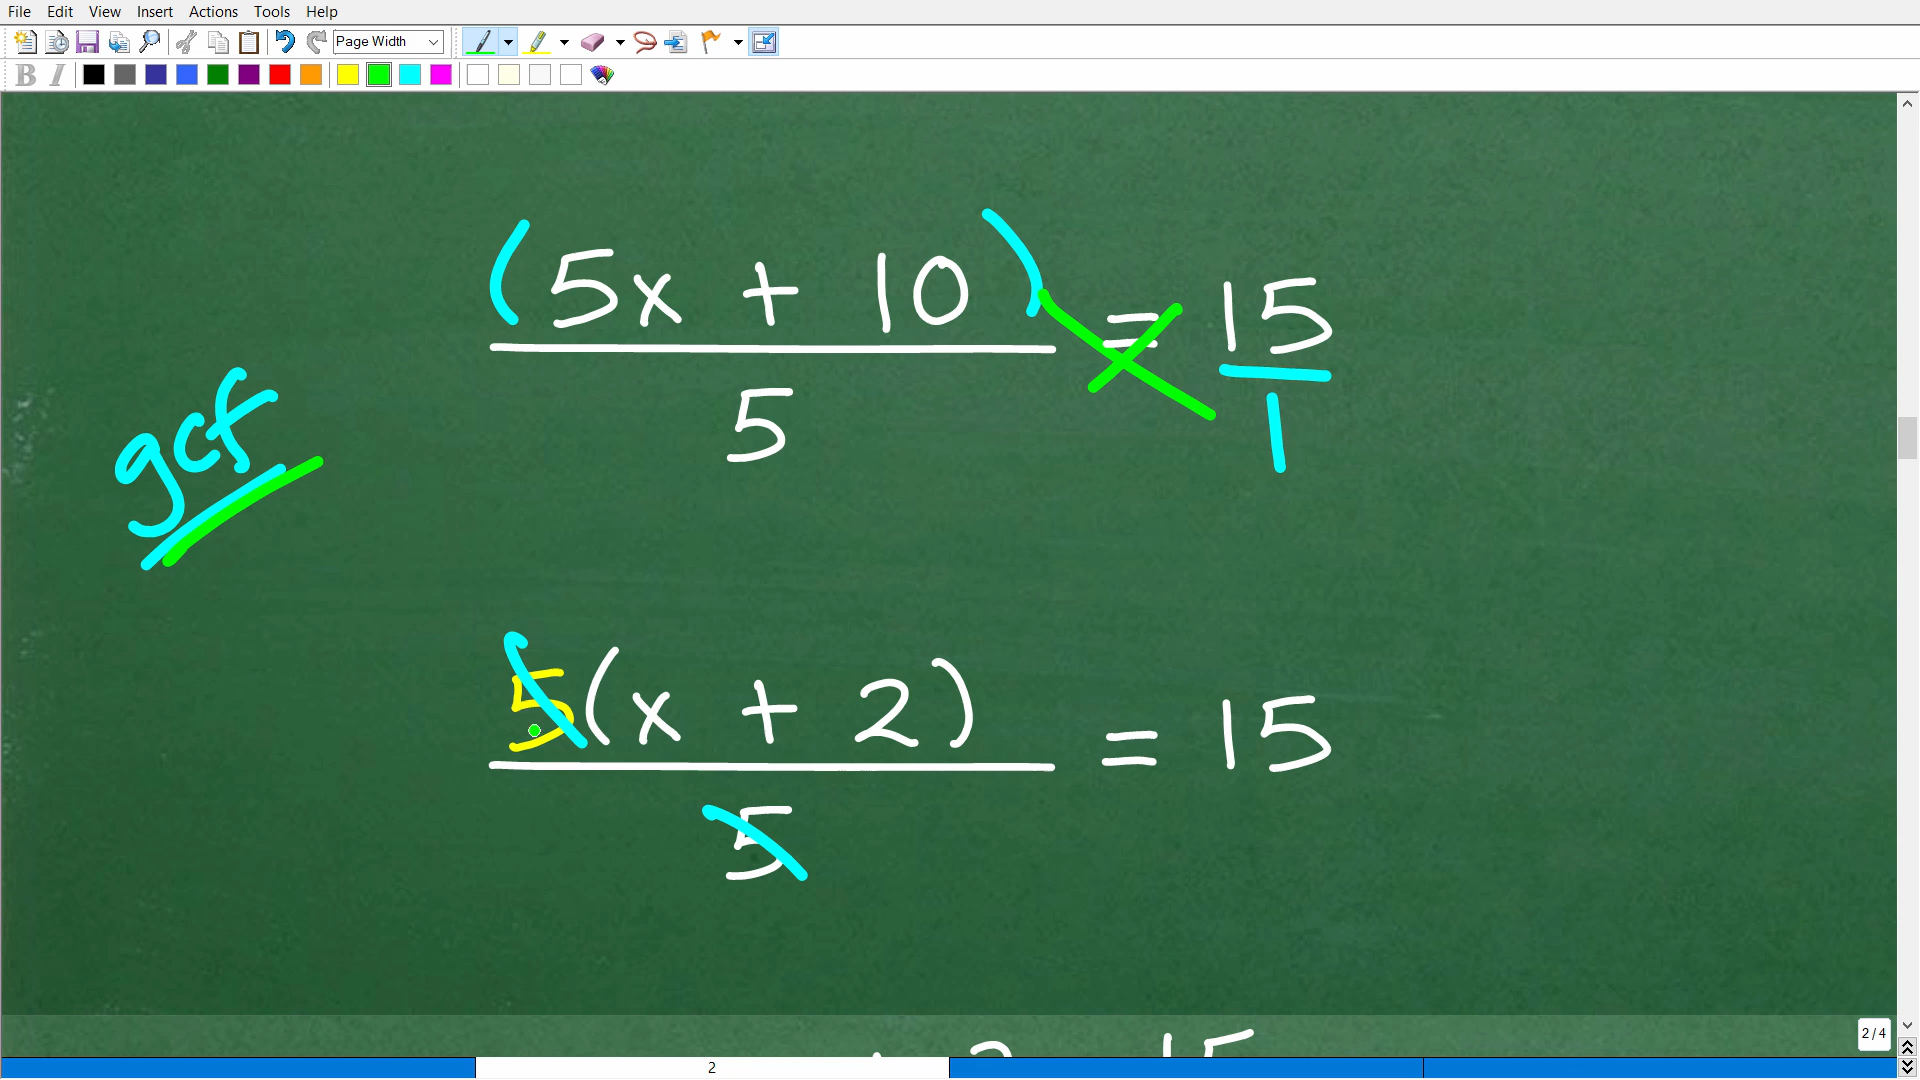 File Edit View Insert Actions Tools Help
Page Width
B I
(5x + 10) = 15
5 1
gcf
5(x + 2) = 15
5
2/4
2